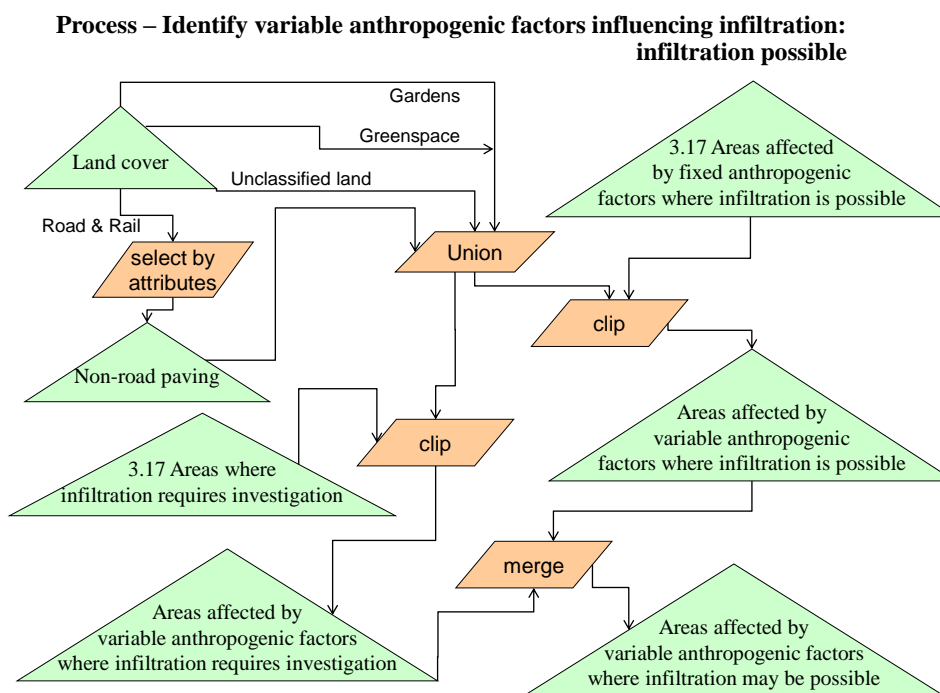 Process – Identify variable anthropogenic factors influencing infiltration:
infiltration possible
Gardens
Greenspace
Land cover
Unclassified land
3.17 Areas affected
by fixed anthropogenic
factors where infiltration is possible
Road & Rail
select by
attributes
Union
clip
Non-road paving
Areas affected by
variable anthropogenic
factors where infiltration is possible
clip
3.17 Areas where
infiltration requires investigation
merge
Areas affected by
variable anthropogenic factors
where infiltration requires investigation
Areas affected by
variable anthropogenic factors
where infiltration may be possible